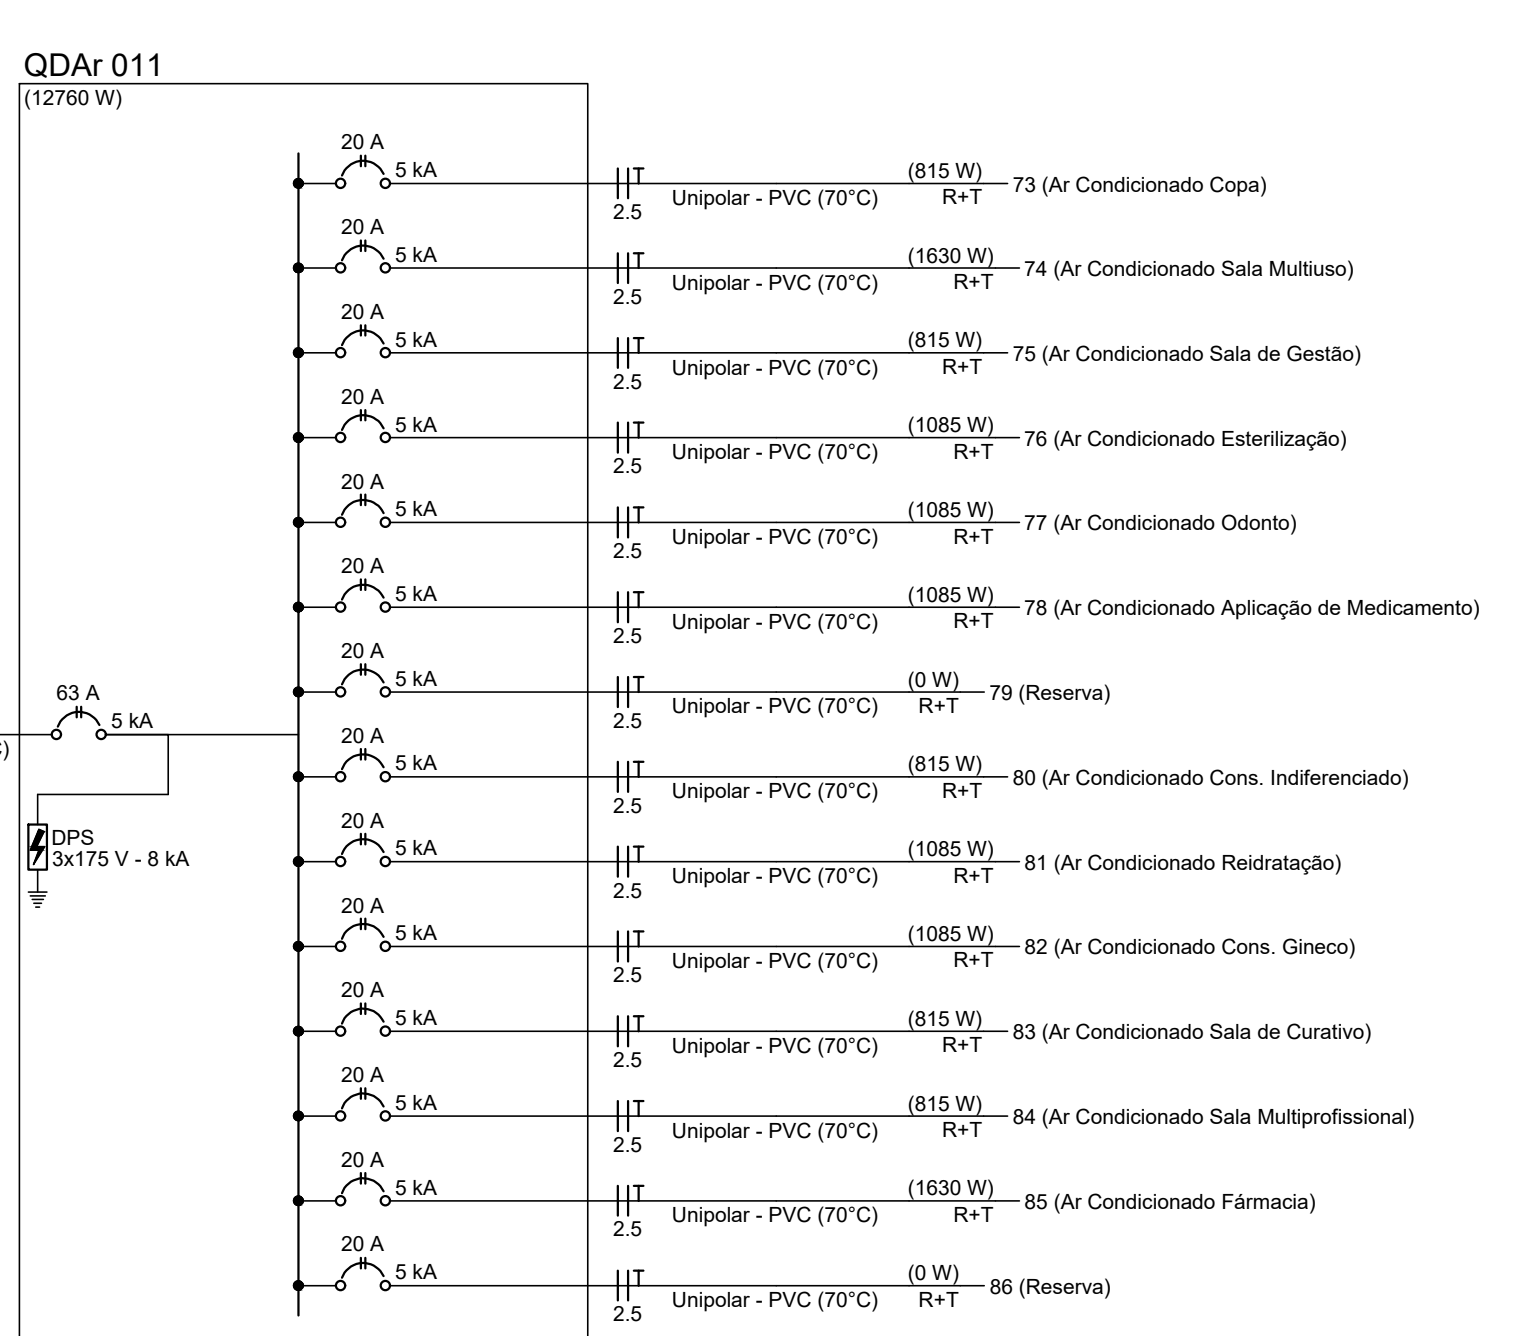 QDAr 011
(12760 W)
20 A
5 kA
T
2.5
Unipolar - PVC (70°C)
(815 W)
R+T
73 (Ar Condicionado Copa)
20 A
5 kA
T
2.5
Unipolar - PVC (70°C)
(1630 W)
R+T
74 (Ar Condicionado Sala Multiuso)
20 A
5 kA
T
2.5
Unipolar - PVC (70°C)
(815 W)
R+T
75 (Ar Condicionado Sala de Gestão)
20 A
5 kA
T
2.5
Unipolar - PVC (70°C)
(1085 W)
R+T
76 (Ar Condicionado Esterilização)
20 A
5 kA
T
2.5
Unipolar - PVC (70°C)
(1085 W)
R+T
77 (Ar Condicionado Odonto)
20 A
5 kA
T
2.5
Unipolar - PVC (70°C)
(1085 W)
R+T
78 (Ar Condicionado Aplicação de Medicamento)
20 A
5 kA
T
2.5
Unipolar - PVC (70°C)
(0 W)
R+T
79 (Reserva)
63 A
5 kA
)
20 A
5 kA
T
2.5
Unipolar - PVC (70°C)
(815 W)
R+T
80 (Ar Condicionado Cons. Indiferenciado)
DPS
3x175 V - 8 kA
20 A
5 kA
T
2.5
Unipolar - PVC (70°C)
(1085 W)
R+T
81 (Ar Condicionado Reidratação)
20 A
5 kA
T
2.5
Unipolar - PVC (70°C)
(1085 W)
R+T
82 (Ar Condicionado Cons. Gineco)
20 A
5 kA
T
2.5
Unipolar - PVC (70°C)
(815 W)
R+T
83 (Ar Condicionado Sala de Curativo)
20 A
5 kA
T
2.5
Unipolar - PVC (70°C)
(815 W)
R+T
84 (Ar Condicionado Sala Multiprofissional)
20 A
5 kA
T
2.5
Unipolar - PVC (70°C)
(1630 W)
R+T
85 (Ar Condicionado Fármacia)
20 A
5 kA
T
2.5
Unipolar - PVC (70°C)
(0 W)
R+T
86 (Reserva)